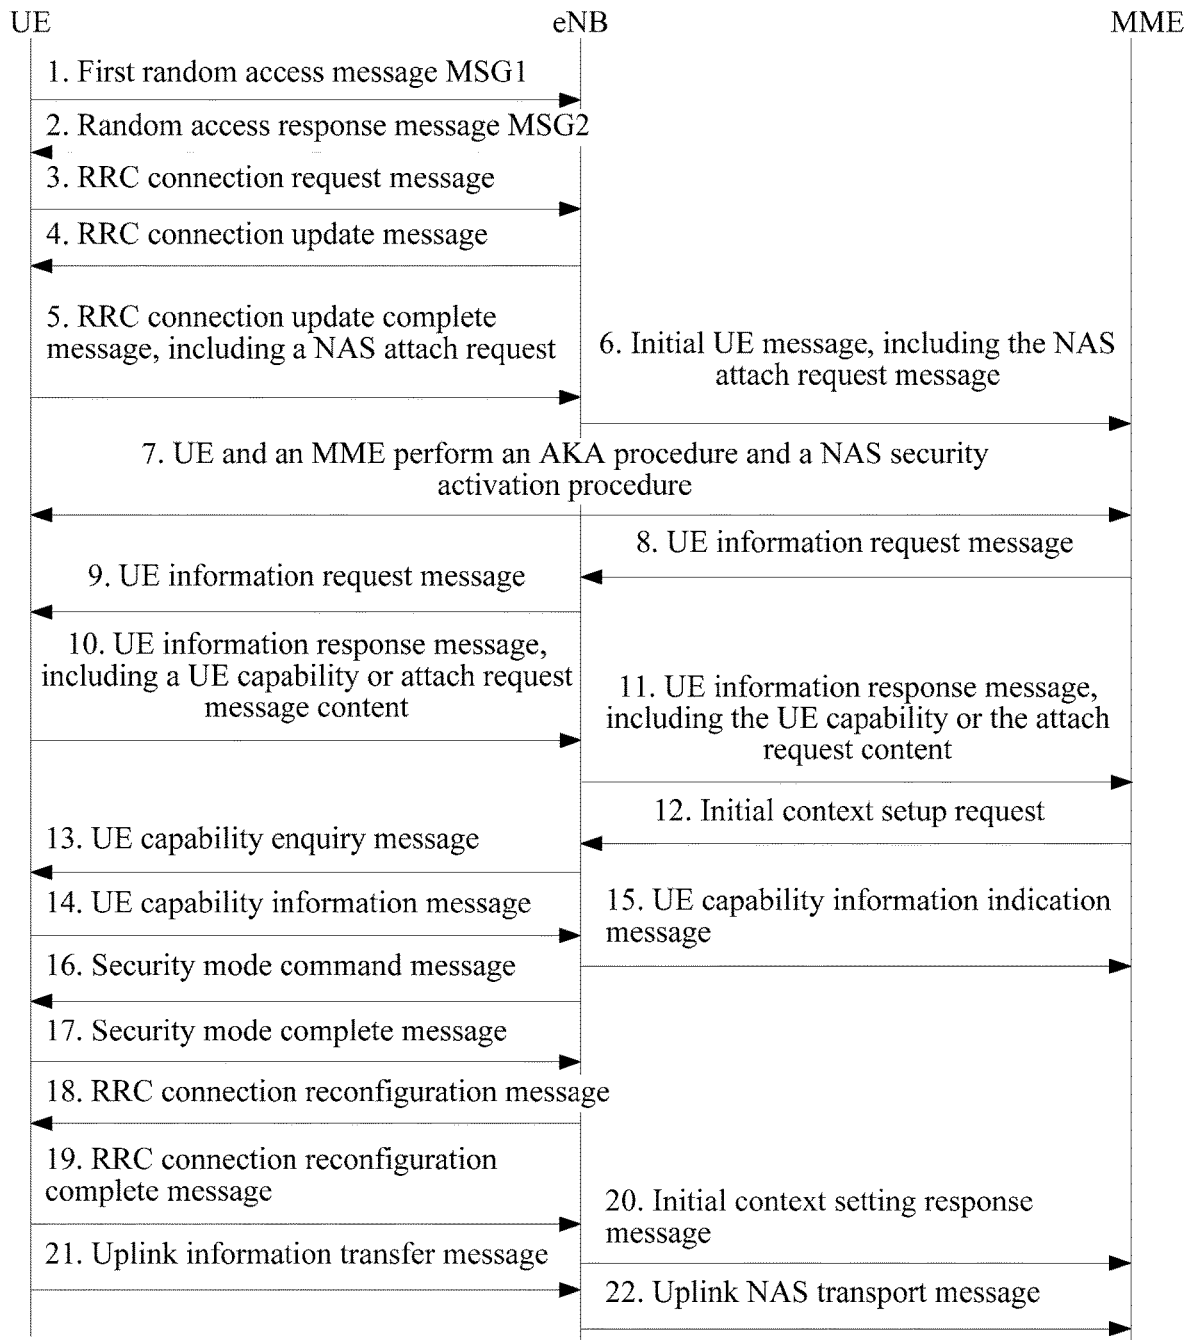 UE eNB MME
1. First random access message MSG1
2. Random access response message MSG2
3. RRC connection request message
4. RRC connection update message
5. RRC connection update complete
message, including a NAS attach request
6. Initial UE message, including the NAS
attach request message
7. UE and an MME perform an AKA procedure and a NAS security
activation procedure
8. UE information request message
9. UE information request message
10. UE information response message,
including a UE capability or attach request
message content
11. UE information response message,
including the UE capability or the attach
request content
12. Initial context setup request
13. UE capability enquiry message
14. UE capability information message
15. UE capability information indication
message
16. Security mode command message
17. Security mode complete message
18. RRC connection reconfiguration message
19. RRC connection reconfiguration
complete message
20. Initial context setting response
message
21. Uplink information transfer message
22. Uplink NAS transport message